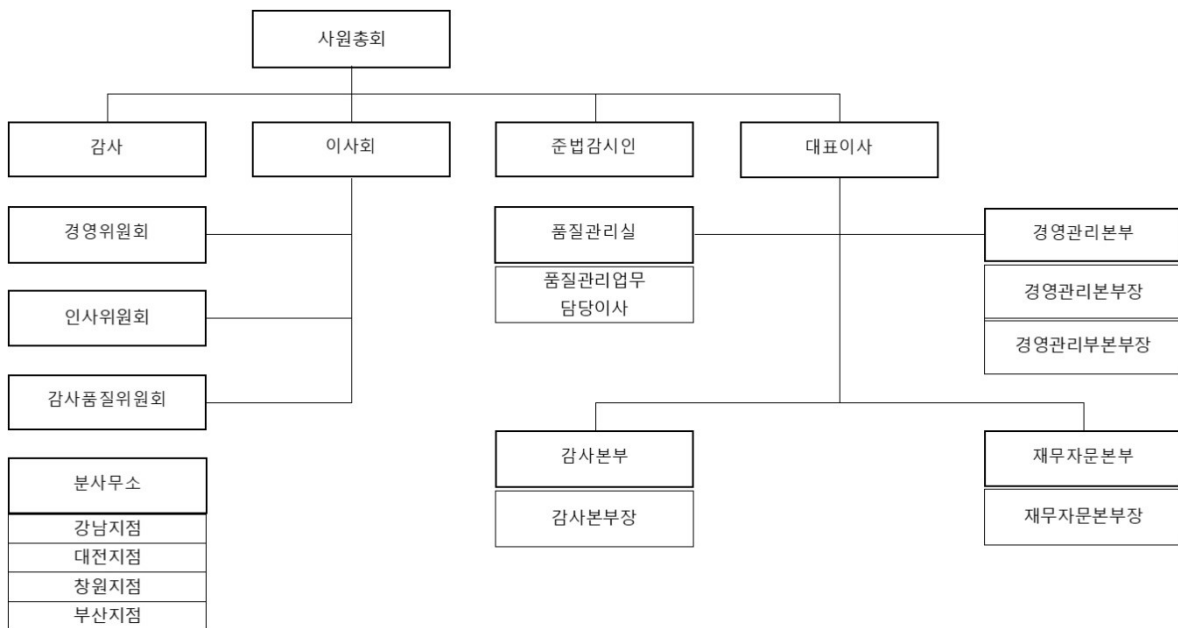 사원총회
감사
이사회
준법감시인
대표이사
경영위원회
품질관리실
경영관리본부
품질관리업무
담당이사
경영관리본부장
인사위원회
경영관리부본부장
감사품질위원회
감사본부
재무자문본부
분사무소
감사본부장
재무자문본부장
강남지점
대전지점
창원지점
부산지점